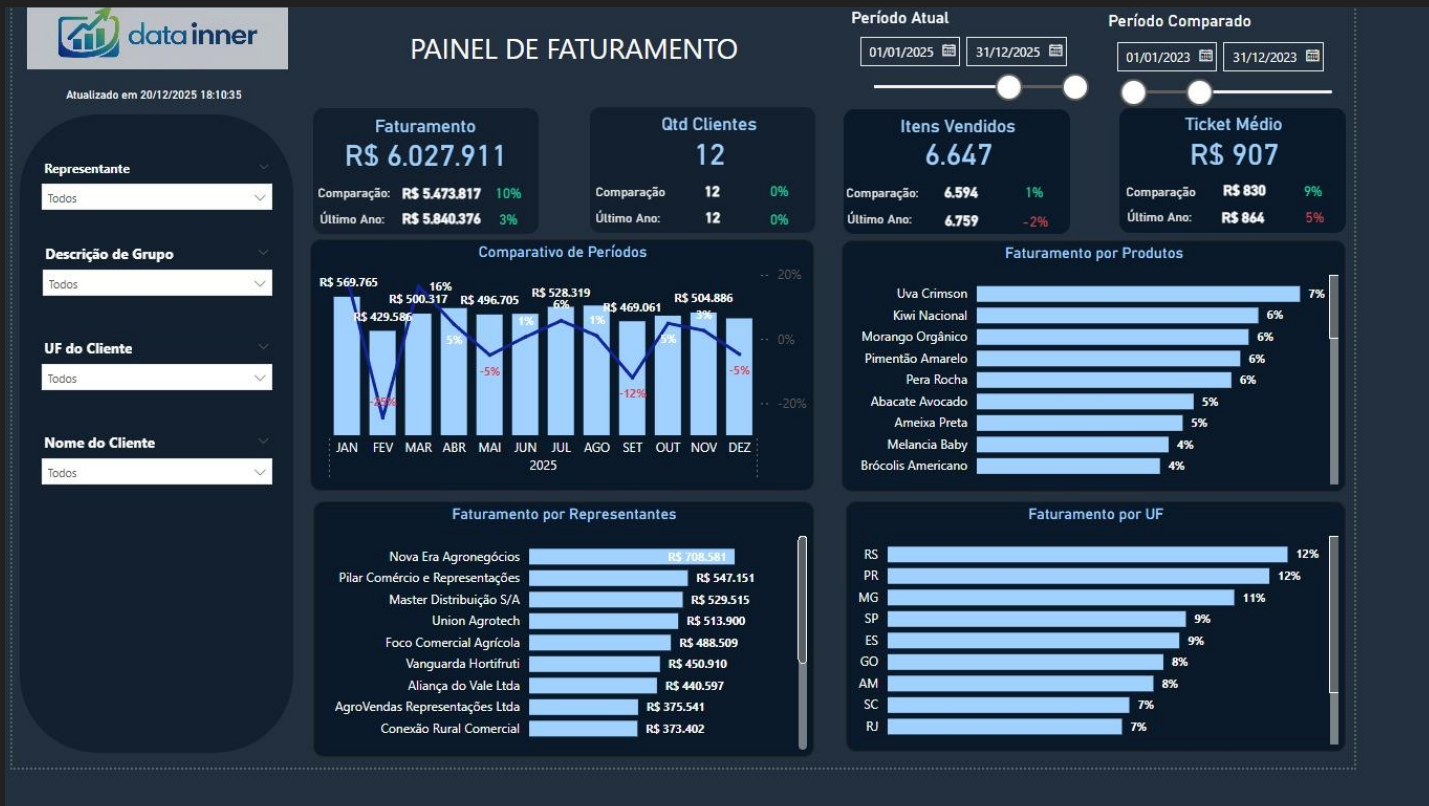 data inner
PAINEL DE FATURAMENTO
Período Atual
01/01/2025 31/12/2025
Período Comparado
01/01/2023 31/12/2023
Atualizado em 20/12/2025 18:10:35
Representante
Todos
Descrição de Grupo
Todos
UF do Cliente
Todos
Nome do Cliente
Todos
Faturamento
R$ 6.027.911
Comparação: R$ 5.473.817 10%
Último Ano: R$ 5.840.376 3%
Qtd Clientes
12
Comparação 12 0%
Último Ano: 12 0%
Itens Vendidos
6.647
Comparação: 6.594 1%
Último Ano: 6.759 -2%
Ticket Médio
R$ 907
Comparação R$ 830 9%
Último Ano: R$ 864 5%
Comparativo de Períodos
R$ 569.765
R$ 429.586
R$ 500.317
R$ 496.705
R$ 528.319
R$ 469.061
R$ 504.886
-25%
16%
5%
-5%
1%
6%
1%
-12%
5%
3%
-5%
20%
0%
-20%
JAN FEV MAR ABR MAI JUN JUL AGO SET OUT NOV DEZ
2025
Faturamento por Produtos
Uva Crimson 7%
Kiwi Nacional 6%
Morango Orgânico 6%
Pimentão Amarelo 6%
Pera Rocha 6%
Abacate Avocado 5%
Ameixa Preta 5%
Melancia Baby 4%
Brócolis Americano 4%
Faturamento por Representantes
Nova Era Agronegócios R$ 708.581
Pilar Comércio e Representações R$ 547.151
Master Distribuição S/A R$ 529.515
Union Agrotech R$ 513.900
Foco Comercial Agrícola R$ 488.509
Vanguarda Hortifruti R$ 450.910
Aliança do Vale Ltda R$ 440.597
AgroVendas Representações Ltda R$ 375.541
Conexão Rural Comercial R$ 373.402
Faturamento por UF
RS 12%
PR 12%
MG 11%
SP 9%
ES 9%
GO 8%
AM 8%
SC 7%
RJ 7%